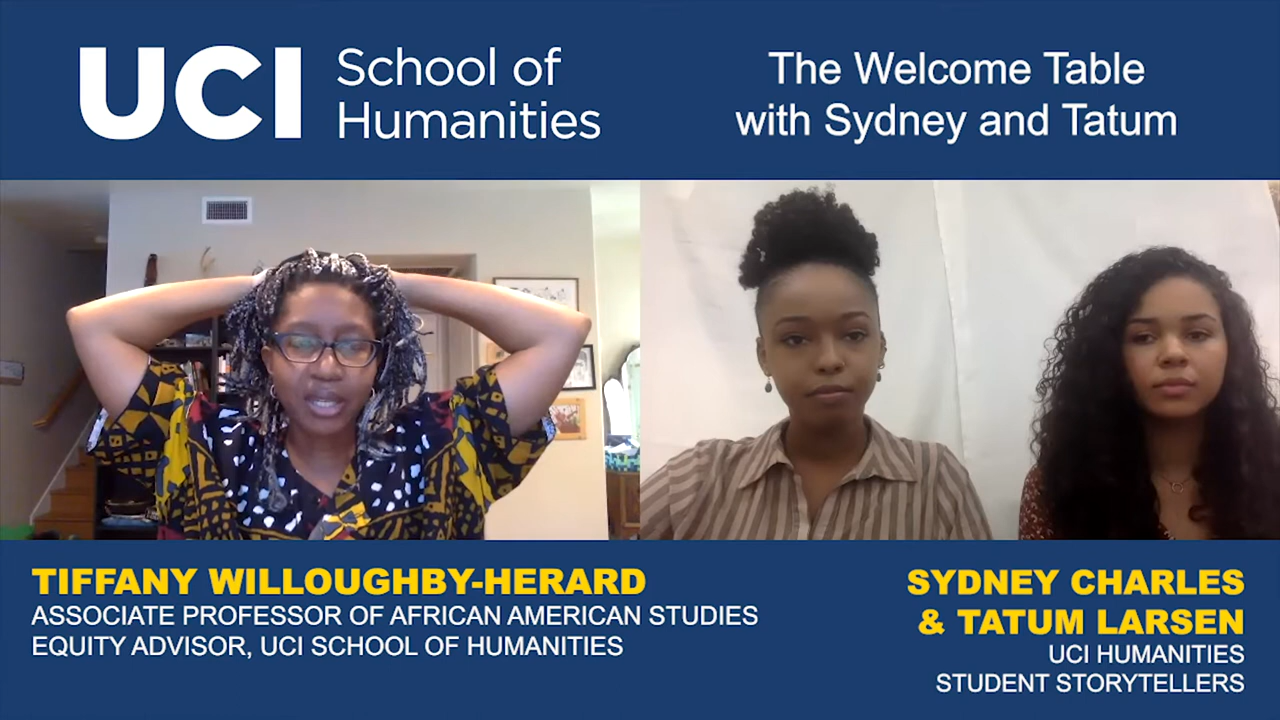 UCI School of
Humanities
The Welcome Table
with Sydney and Tatum
TIFFANY WILLOUGHBY-HERARD
ASSOCIATE PROFESSOR OF AFRICAN AMERICAN STUDIES
EQUITY ADVISOR, UCI SCHOOL OF HUMANITIES
SYDNEY CHARLES
& TATUM LARSEN
UCI HUMANITIES
STUDENT STORYTELLERS